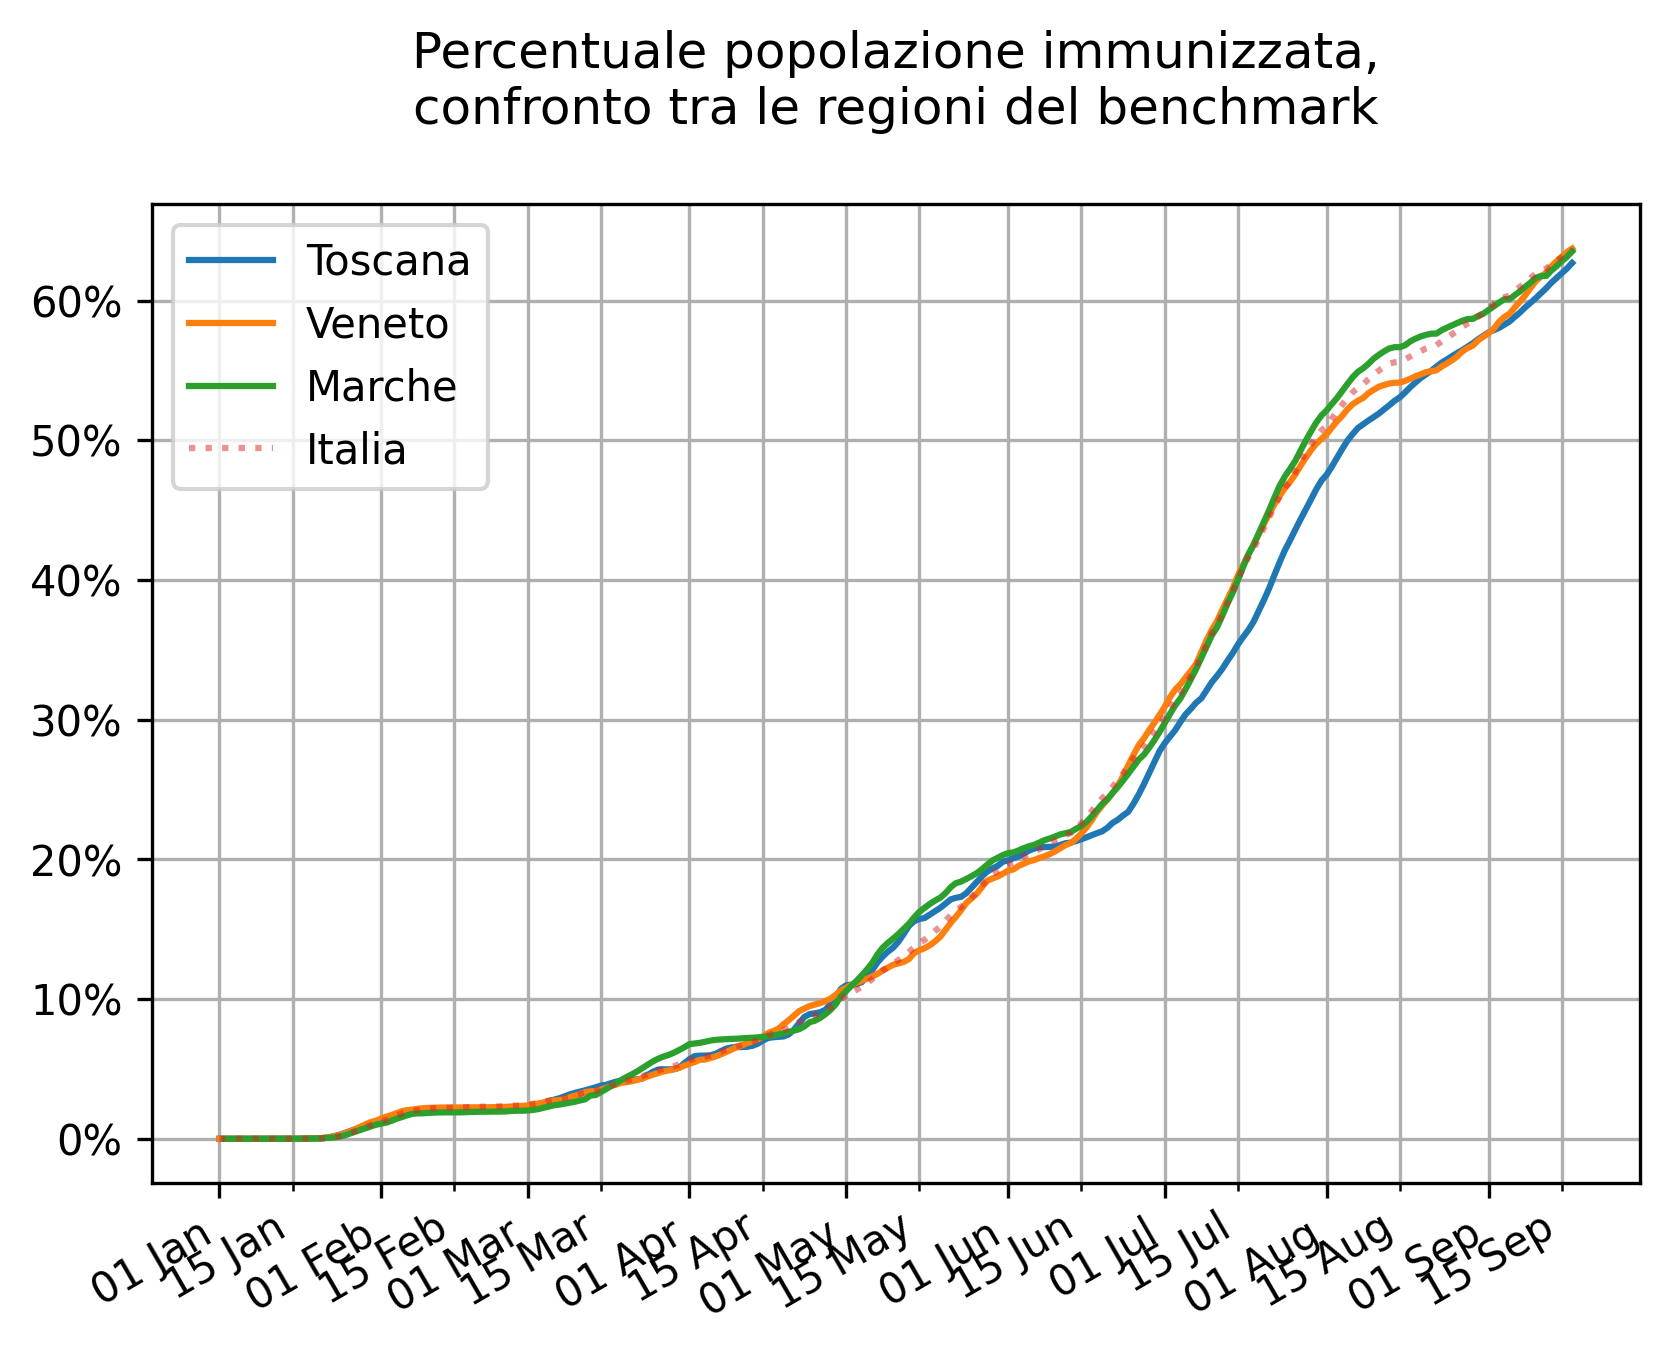 Percentuale popolazione immunizzata,
confronto tra le regioni del benchmark
Toscana
Veneto
Marche
Italia
60%
50%
40%
30%
20%
10%
0%
01 Jan
15 Jan
01 Feb
15 Feb
01 Mar
15 Mar
01 Apr
15 Apr
01 May
15 May
01 Jun
15 Jun
01 Jul
15 Jul
01 Aug
15 Aug
01 Sep
15 Sep